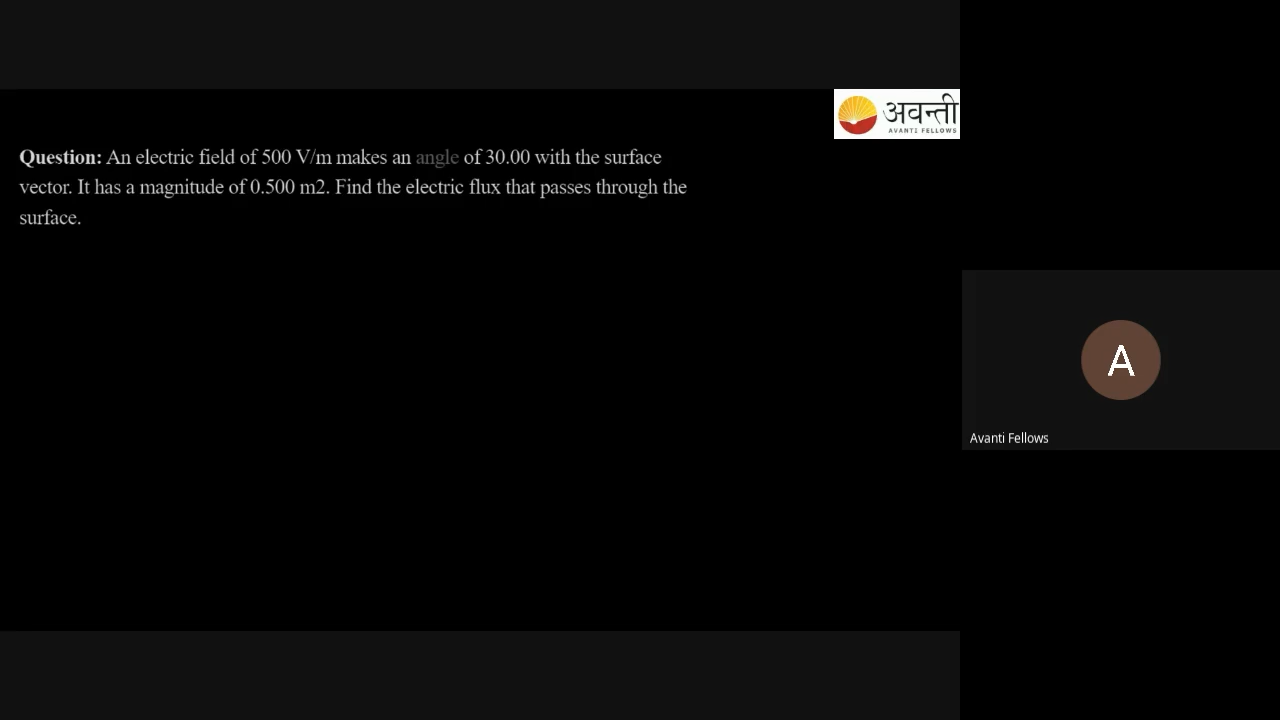 अवन्ती
AVANTI FELLOWS
Question: An electric field of 500 V/m makes an angle of 30.00 with the surface
vector. It has a magnitude of 0.500 m2. Find the electric flux that passes through the
surface.
A
Avanti Fellows